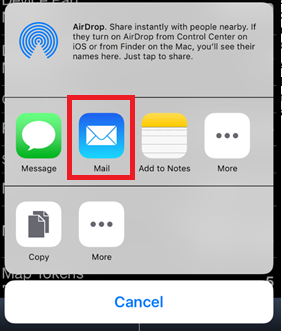 AirDrop. Share instantly with people nearby. If
they turn on AirDrop from Control Center on
iOS or from Finder on the Mac, you'll see their
names here. Just tap to share.
Message
Mail
Add to Notes
More
Copy
More
Map Tokens
5
Cancel